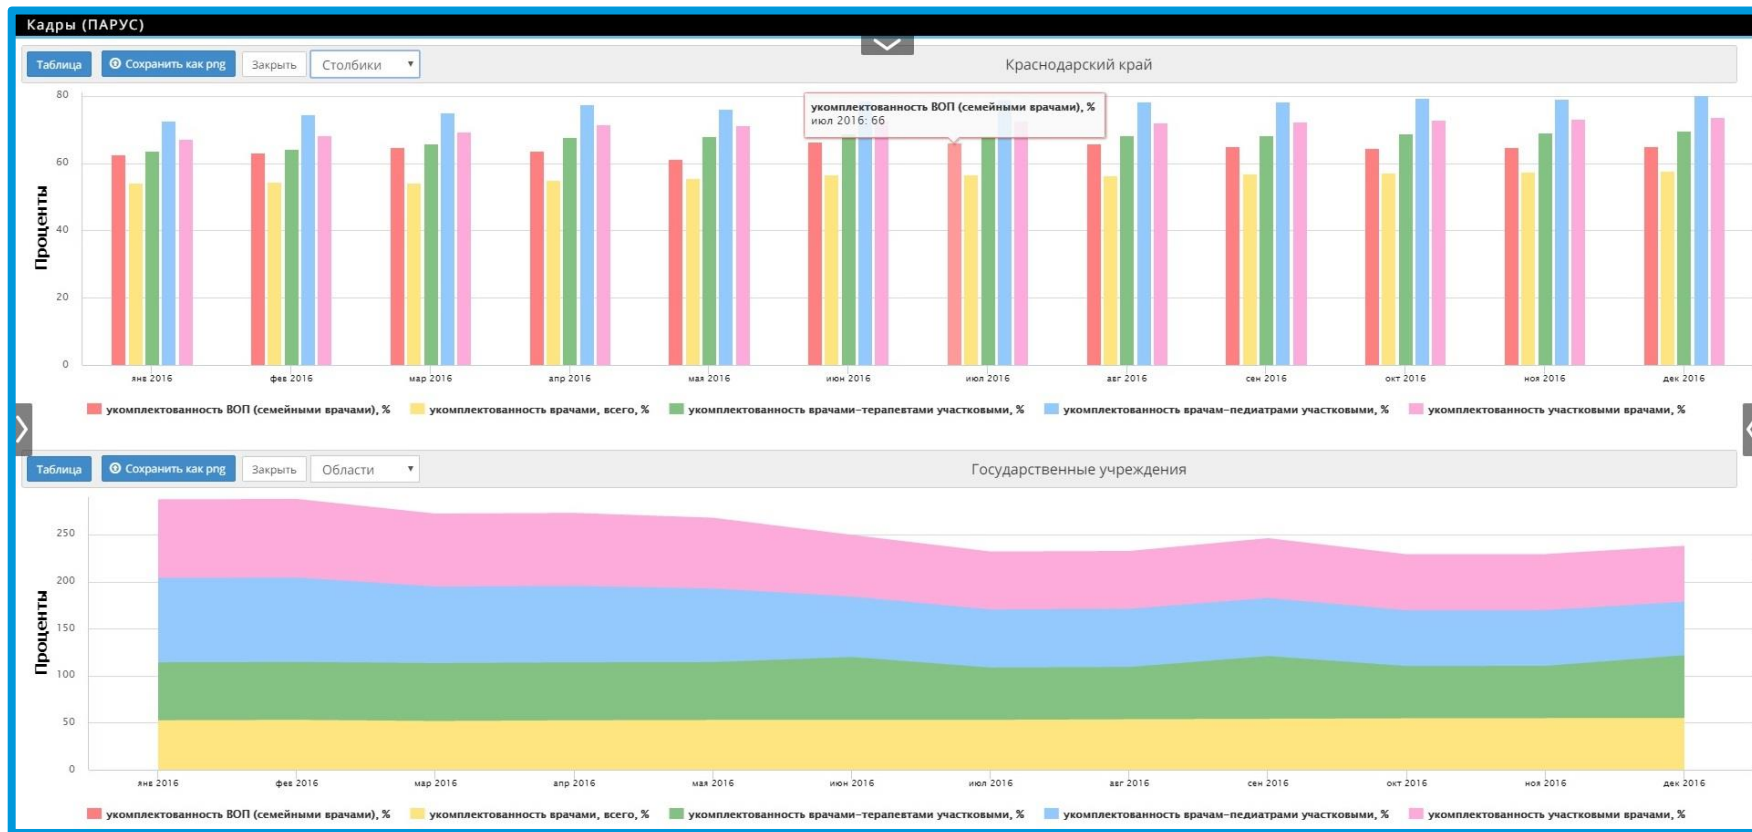 Кадры (ПАРУС)
Таблица Сохранить как png Закрыть Столбики Краснодарский край
укомплектованность ВОП (семейными врачами), %
июл 2016: 66
Проценты
80
60
40
20
0
янв 2016 фев 2016 мар 2016 апр 2016 мая 2016 июн 2016 июл 2016 авг 2016 сен 2016 окт 2016 ноя 2016 дек 2016
укомплектованность ВОП (семейными врачами), % укомплектованность врачами, всего, % укомплектованность врачами-терапевтами участковыми, % укомплектованность врачам-педиатрами участковыми, % укомплектованность участковыми врачами, %
Таблица Сохранить как png Закрыть Области Государственные учреждения
Проценты
250
200
150
100
50
0
янв 2016 фев 2016 мар 2016 апр 2016 мая 2016 июн 2016 июл 2016 авг 2016 сен 2016 окт 2016 ноя 2016 дек 2016
укомплектованность ВОП (семейными врачами), % укомплектованность врачами, всего, % укомплектованность врачами-терапевтами участковыми, % укомплектованность врачам-педиатрами участковыми, % укомплектованность участковыми врачами, %